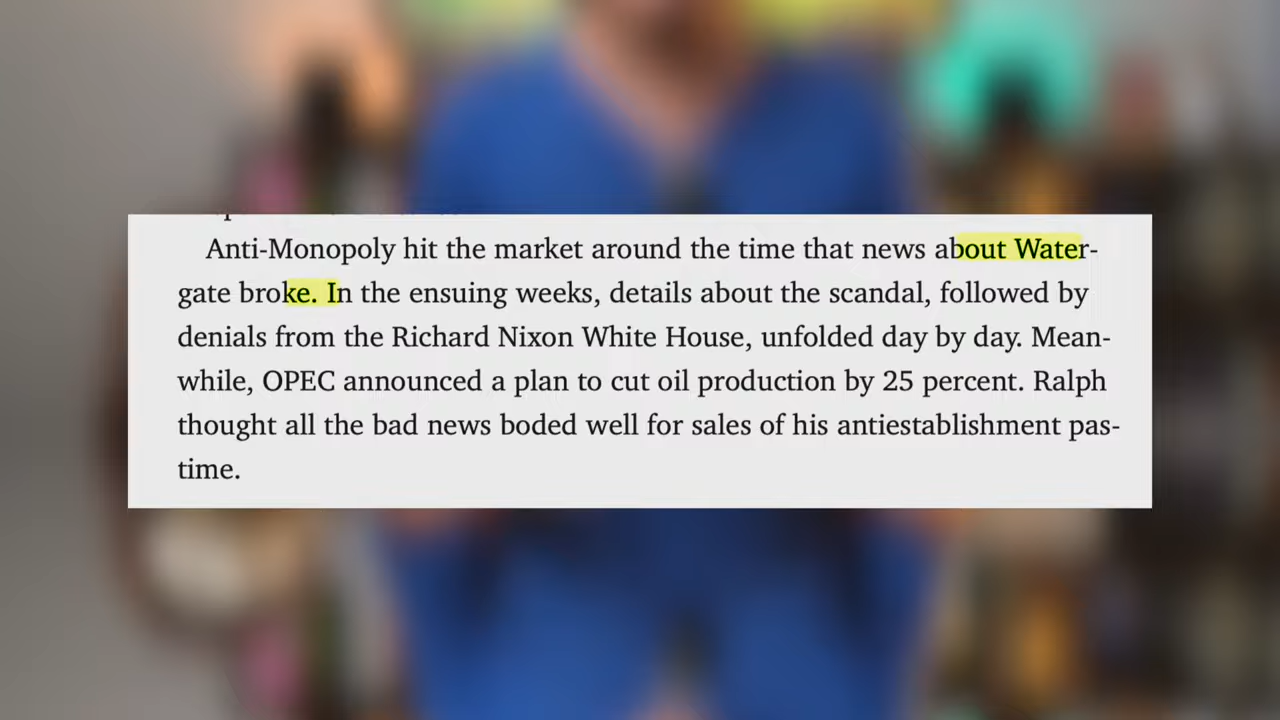 Anti-Monopoly hit the market around the time that news about Water-
gate broke. In the ensuing weeks, details about the scandal, followed by
denials from the Richard Nixon White House, unfolded day by day. Mean-
while, OPEC announced a plan to cut oil production by 25 percent. Ralph
thought all the bad news boded well for sales of his antiestablishment pas-
time.